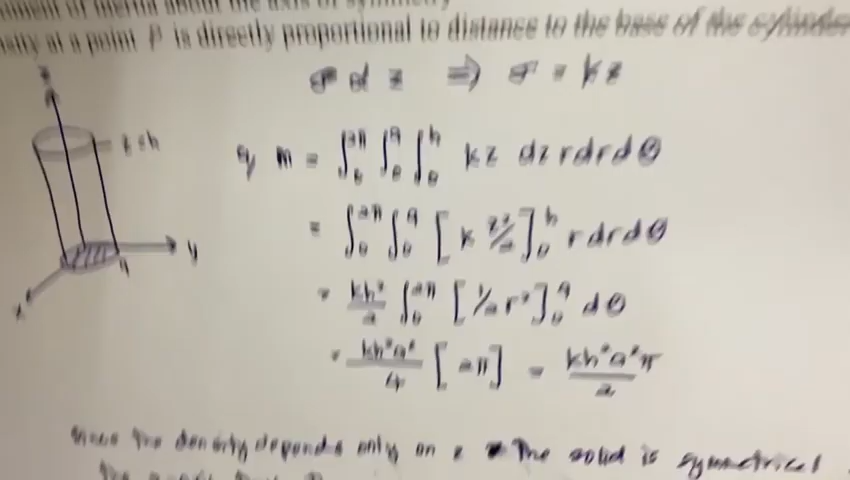 moment of inertia about the axis of symmetry
density at a point P is directly proportional to distance to the base of the cylinder
σ α z ⇒ σ = kz
z
z = h
y
x
a
a) m = ∫₀^{2π} ∫₀^a ∫₀^h kz dz r dr dθ
= ∫₀^{2π} ∫₀^a [k z²/2]₀^h r dr dθ
= kh²/2 ∫₀^{2π} [1/2 r²]₀^a dθ
= kh²a²/4 [2π] = kh²a²π/2
Since the density depends only on z The solid is symmetrical